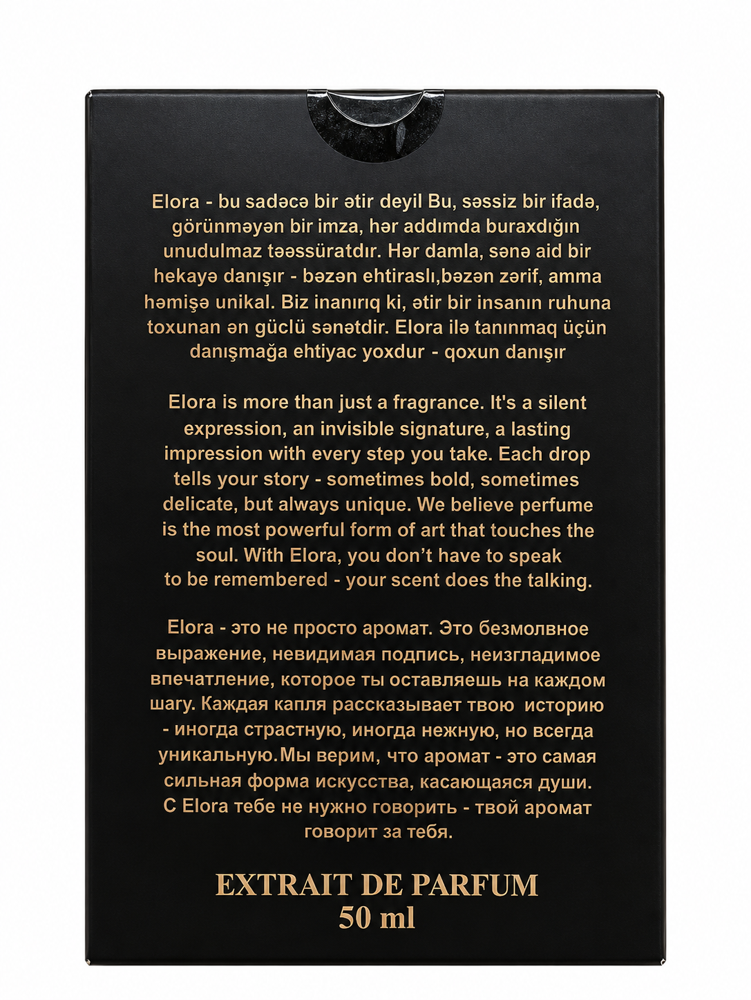 Elora - bu sadəcə bir ətir deyil Bu, səssiz bir ifadə,
görünməyən bir imza, hər addımda buraxdığın
unudulmaz təəssüratdır. Hər damla, sənə aid bir
hekayə danışır - bəzən ehtiraslı,bəzən zərif, amma
həmişə unikal. Biz inanırıq ki, ətir bir insanın ruhuna
toxunan ən güclü sənətdir. Elora ilə tanınmaq üçün
danışmağa ehtiyac yoxdur - qoxun danışır
Elora is more than just a fragrance. It's a silent
expression, an invisible signature, a lasting
impression with every step you take. Each drop
tells your story - sometimes bold, sometimes
delicate, but always unique. We believe perfume
is the most powerful form of art that touches the
soul. With Elora, you don’t have to speak
to be remembered - your scent does the talking.
Elora - это не просто аромат. Это безмолвное
выражение, невидимая подпись, неизгладимое
впечатление, которое ты оставляешь на каждом
шагу. Каждая капля рассказывает твою историю
- иногда страстную, иногда нежную, но всегда
уникальную.Мы верим, что аромат - это самая
сильная форма искусства, касающаяся души.
С Elora тебе не нужно говорить - твой аромат
говорит за тебя.
EXTRAIT DE PARFUM
50 ml